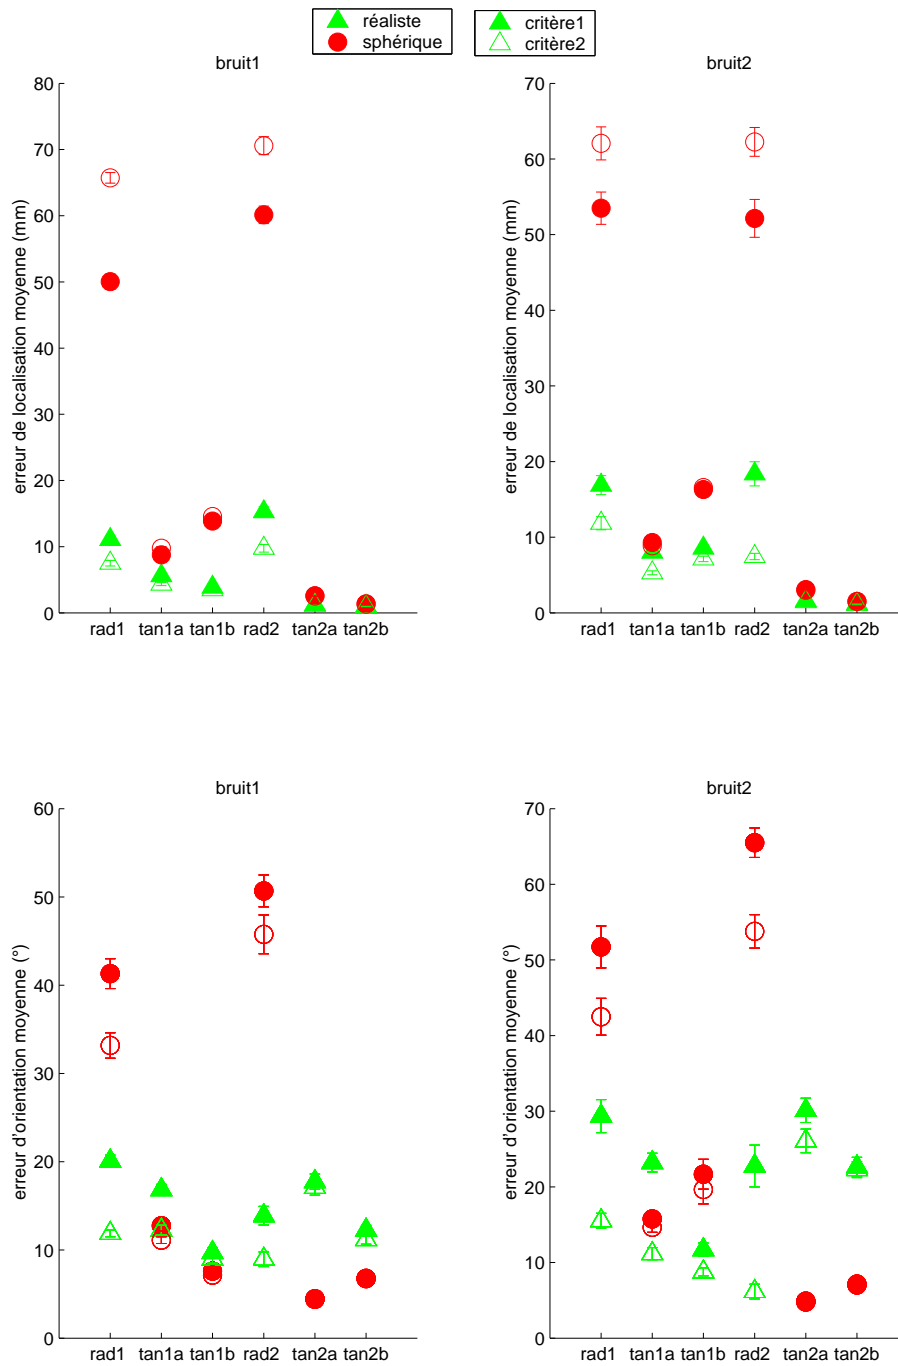 réaliste
sphérique
critère1
critère2
bruit1
80
70
60
50
40
30
20
10
0
erreur de localisation moyenne (mm)
rad1 tan1a tan1b rad2 tan2a tan2b
bruit2
70
60
50
40
30
20
10
0
erreur de localisation moyenne (mm)
rad1 tan1a tan1b rad2 tan2a tan2b
bruit1
60
50
40
30
20
10
0
erreur d'orientation moyenne (°)
rad1 tan1a tan1b rad2 tan2a tan2b
bruit2
70
60
50
40
30
20
10
0
erreur d'orientation moyenne (°)
rad1 tan1a tan1b rad2 tan2a tan2b